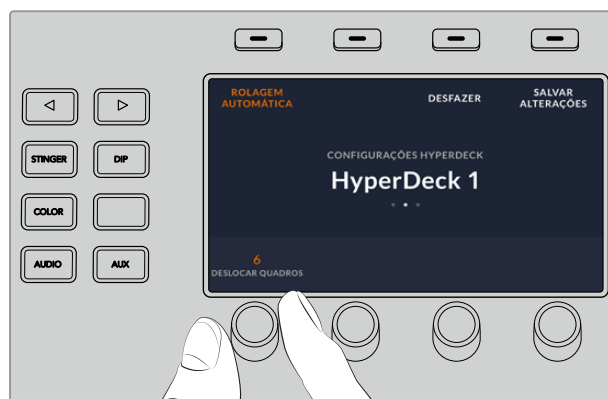 ROLAGEM
AUTOMÁTICA
DESFAZER
SALVAR
ALTERAÇÕES
CONFIGURAÇÕES HYPERDECK
HyperDeck 1
6
DESLOCAR QUADROS
STINGER
DIP
COLOR
AUDIO
AUX